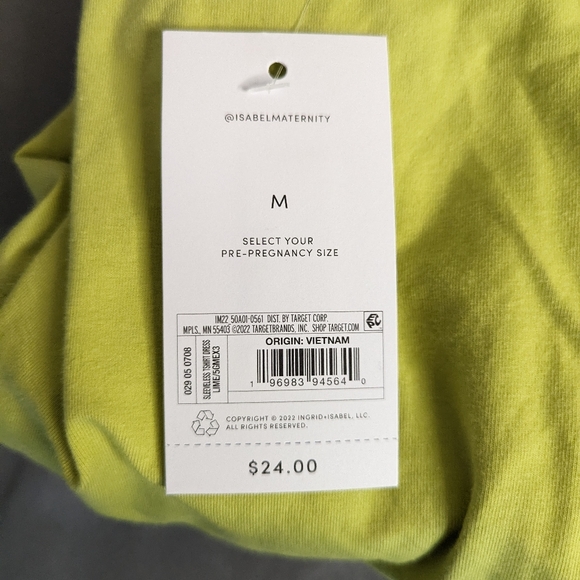 @ISABELMATERNITY
M
SELECT YOUR
PRE-PREGNANCY SIZE
IM22_50A01-0561 DIST. BY TARGET CORP.
MPLS., MN 55403 ©2022 TARGETBRANDS, INC. SHOP TARGET.COM
029 05 0708
SLEEVELESS TSHIRT DRESS
LIME/5GMEX3
ORIGIN: VIETNAM
1 96983 94564 0
COPYRIGHT © 2022 INGRID+ISABEL, LLC.
ALL RIGHTS RESERVED.
$24.00